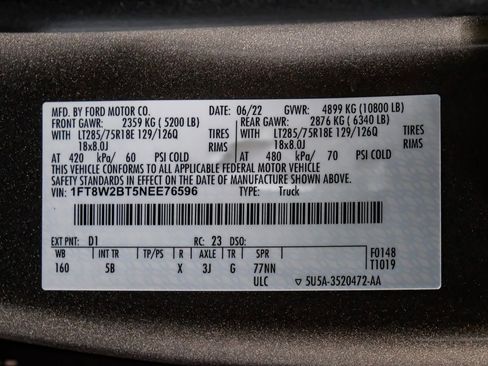 MFD. BY FORD MOTOR CO. DATE: 06/22 GVWR: 4899 KG (10800 LB)
FRONT GAWR: 2359 KG ( 5200 LB) REAR GAWR: 2876 KG ( 6340 LB)
WITH LT285/75R18E 129/126Q TIRES WITH LT285/75R18E 129/126Q TIRES
18x8.0J RIMS 18x8.0J RIMS
AT 420 kPa/ 60 PSI COLD AT 480 kPa/ 70 PSI COLD
THIS VEHICLE CONFORMS TO ALL APPLICABLE FEDERAL MOTOR VEHICLE
SAFETY AND THEFT PREVENTION STANDARDS IN EFFECT ON THE DATE OF MANUFACTURE SHOWN ABOVE.
VIN: 1FT8W2BT5NEE76596 TYPE: Truck
EXT PNT: D1 RC: 23 DSO:
WB INT TR TP/PS R AXLE TR SPR F0148
160 5B X 3J G 77NN T1019
ULC ▽ 5U5A-3520472-AA